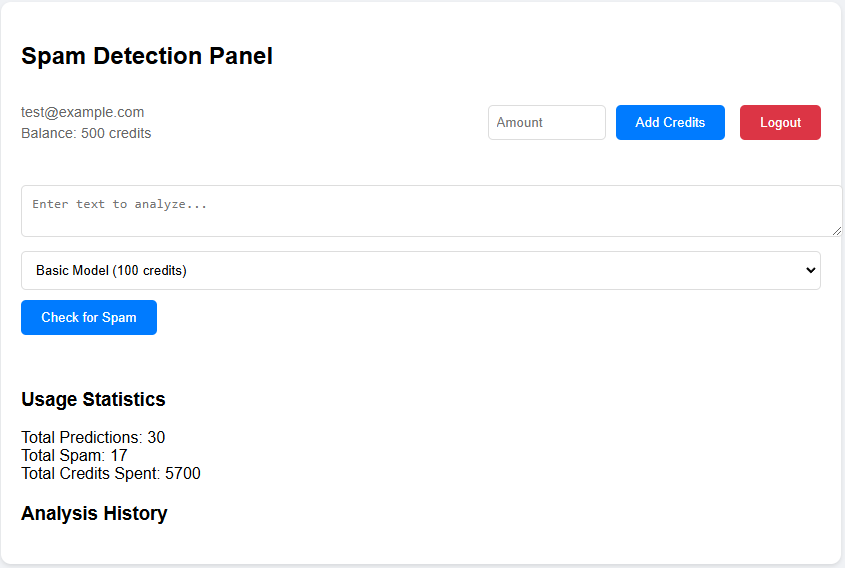 Spam Detection Panel
test@example.com
Balance: 500 credits
Amount
Add Credits
Logout
Enter text to analyze...
Basic Model (100 credits)
Check for Spam
Usage Statistics
Total Predictions: 30
Total Spam: 17
Total Credits Spent: 5700
Analysis History